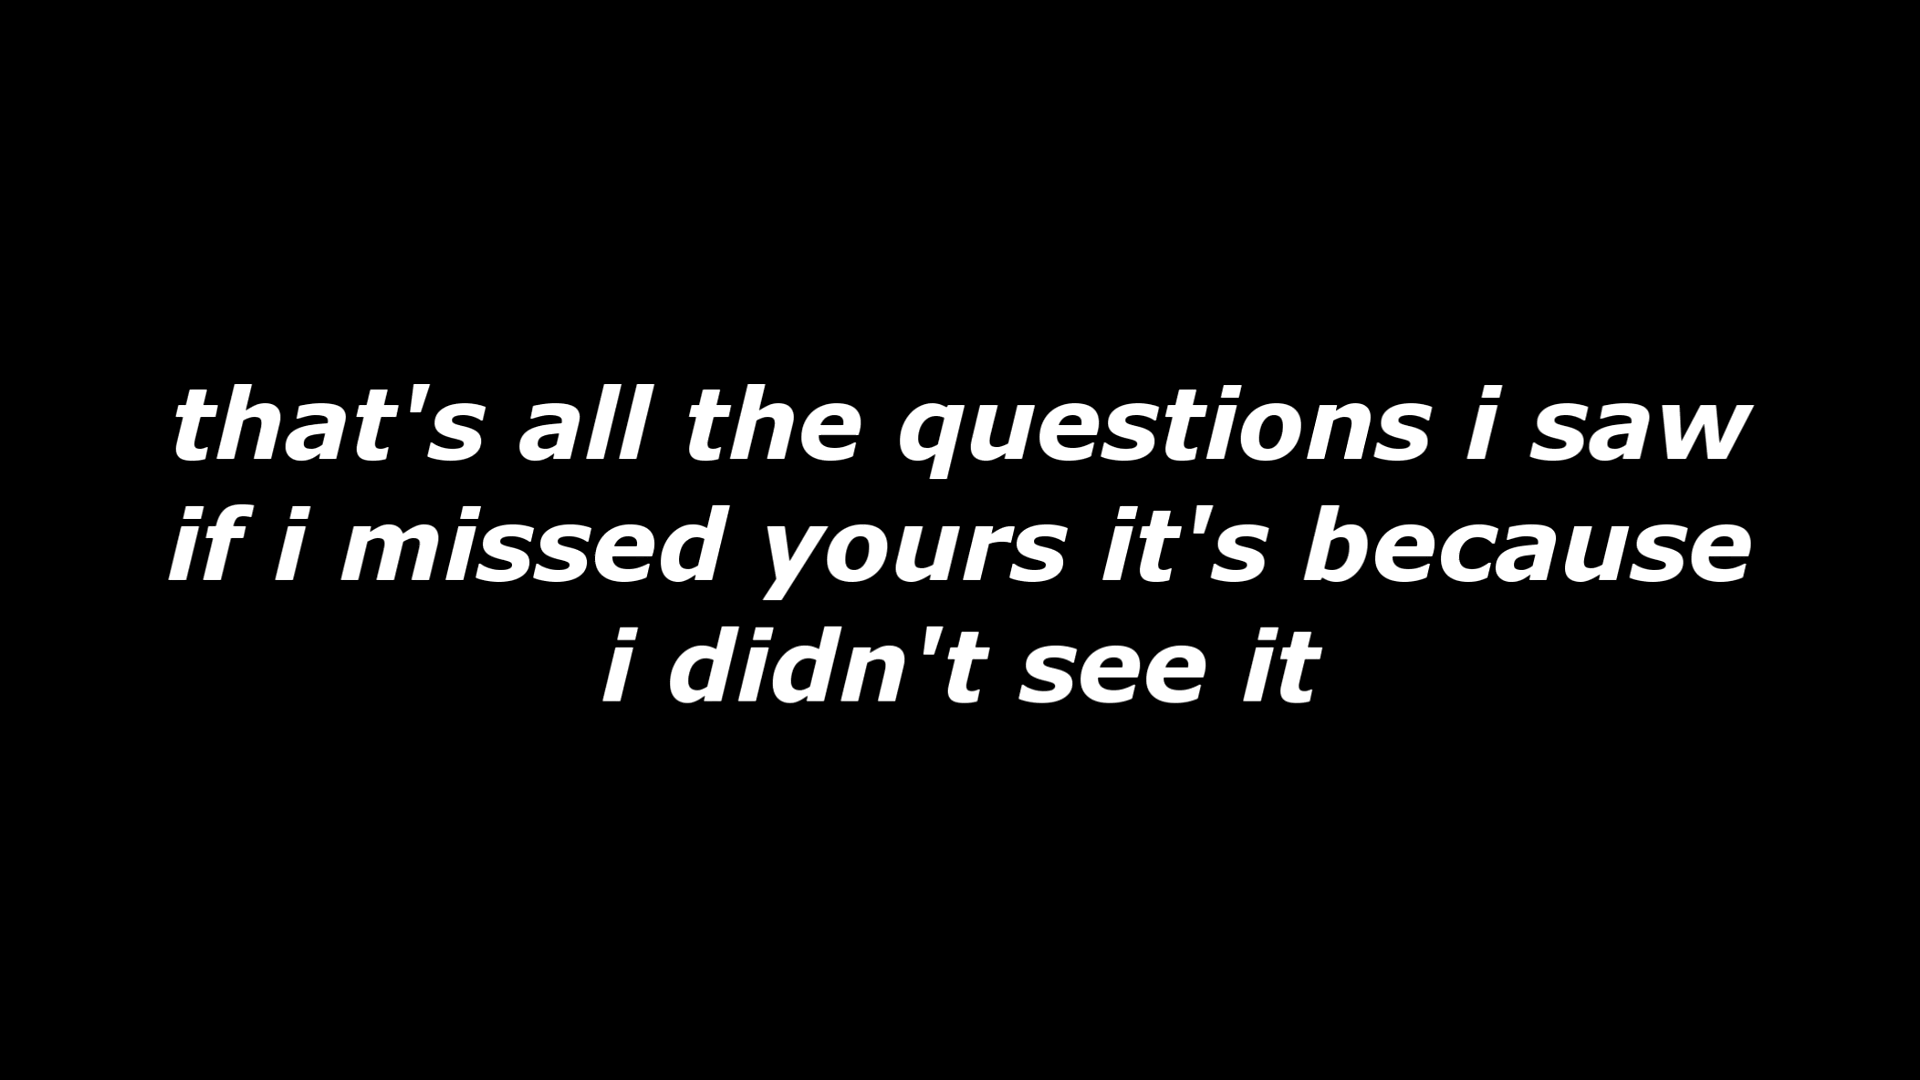 that's all the questions i saw
if i missed yours it's because
i didn't see it